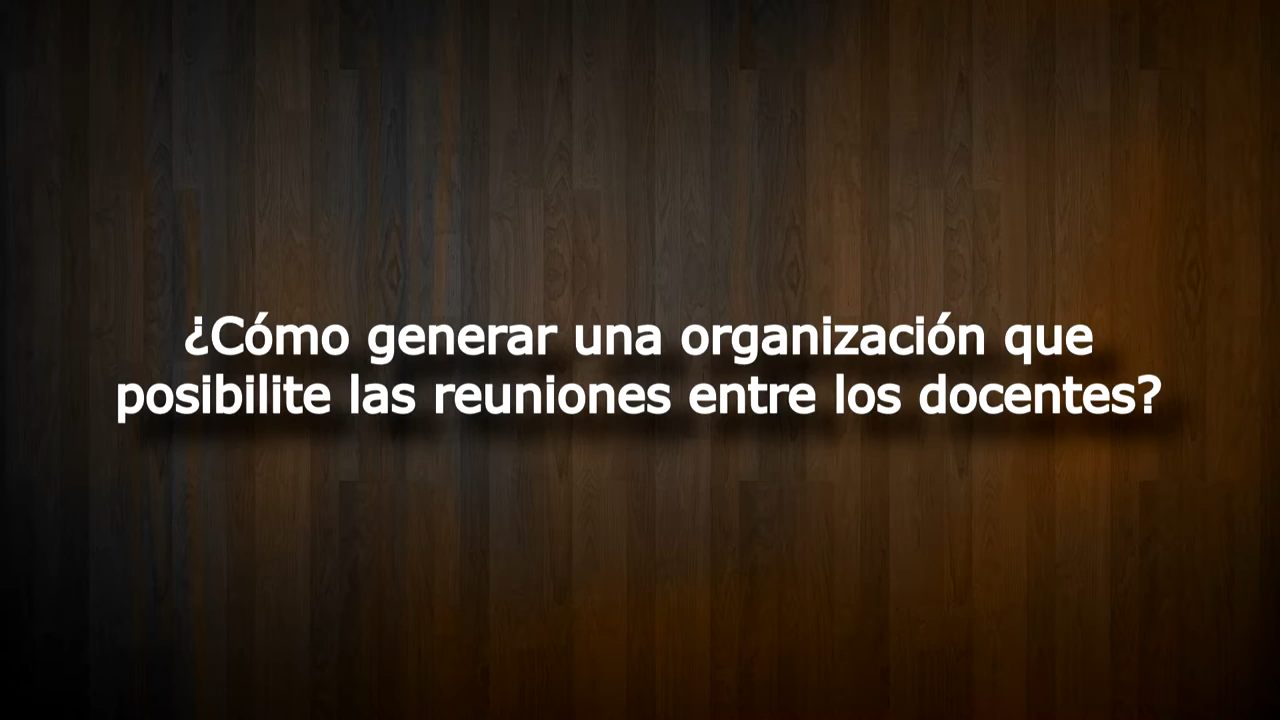 ¿Cómo generar una organización que
posibilite las reuniones entre los docentes?